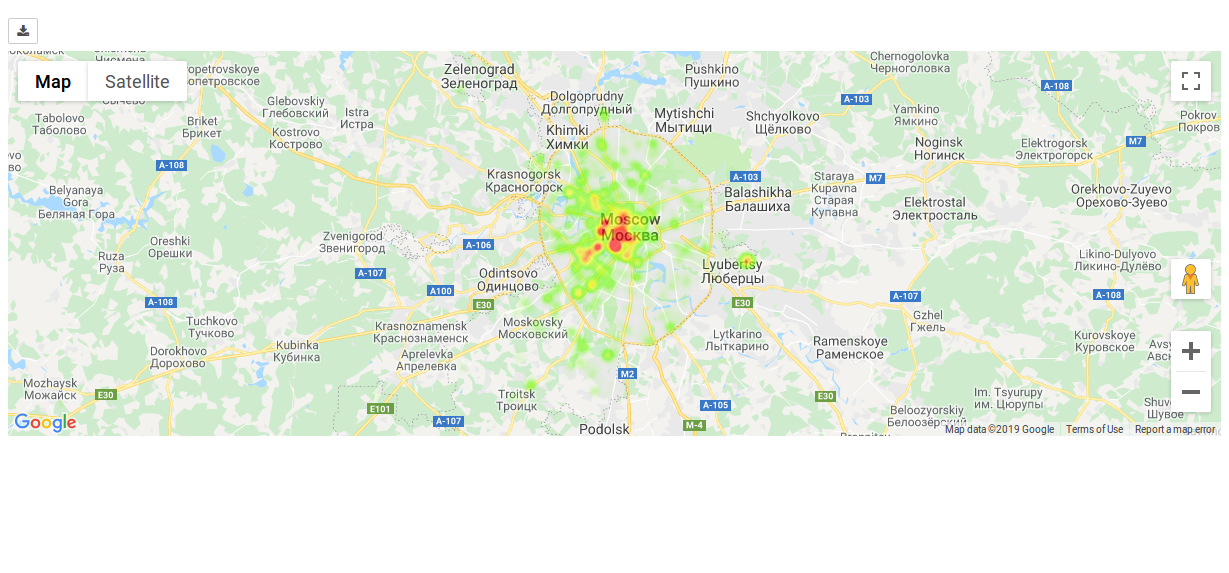 Map
Satellite
Chernogolovka
Черноголовка
Zelenograd
Зеленоград
Pushkino
Пушкино
A-108
Glebovskiy
Глебовский
Istra
Истра
Dolgoprudny
Долгопрудный
A-103
Tabolovo
Таболово
Briket
Брикет
Kostrovo
Кострово
Khimki
Химки
Mytishchi
Мытищи
Shchyolkovo
Щёлково
Yamkino
Ямкино
Pokrov
Покров
M7
Noginsk
Ногинск
Elektrogorsk
Электрогорск
A-108
Krasnogorsk
Красногорск
A-103
M7
Staraya
Kupavna
Старая
Купавна
Balashikha
Балашиха
Belyanaya
Gora
Беляная Гора
Orekhovo-Zuyevo
Орехово-Зуево
Elektrostal
Электросталь
Moscow
Москва
Zvenigorod
Звенигород
A-106
Oreshki
Орешки
Ruza
Руза
Likino-Dulyovo
Ликино-Дулёво
Lyubertsy
Люберцы
A-107
Odintsovo
Одинцово
A100
E30
A-108
E30
A-107
A-108
Tuchkovo
Тучково
Krasnoznamensk
Краснознаменск
Moskovsky
Московский
Gzhel
Гжель
Lytkarino
Лыткарино
Kurovskoye
Куровское
Kubinka
Кубинка
Dorokhovo
Дорохово
Aprelevka
Апрелевка
Ramenskoye
Раменское
M2
Mozhaysk
Можайск
E30
Troitsk
Троицк
E101
A-107
A-105
E30
Im. Tsyurupy
им. Цюрупы
Beloozyorskiy
Белоозёрский
M-4
Podolsk
Google
Map data ©2019 Google
Terms of Use
Report a map error